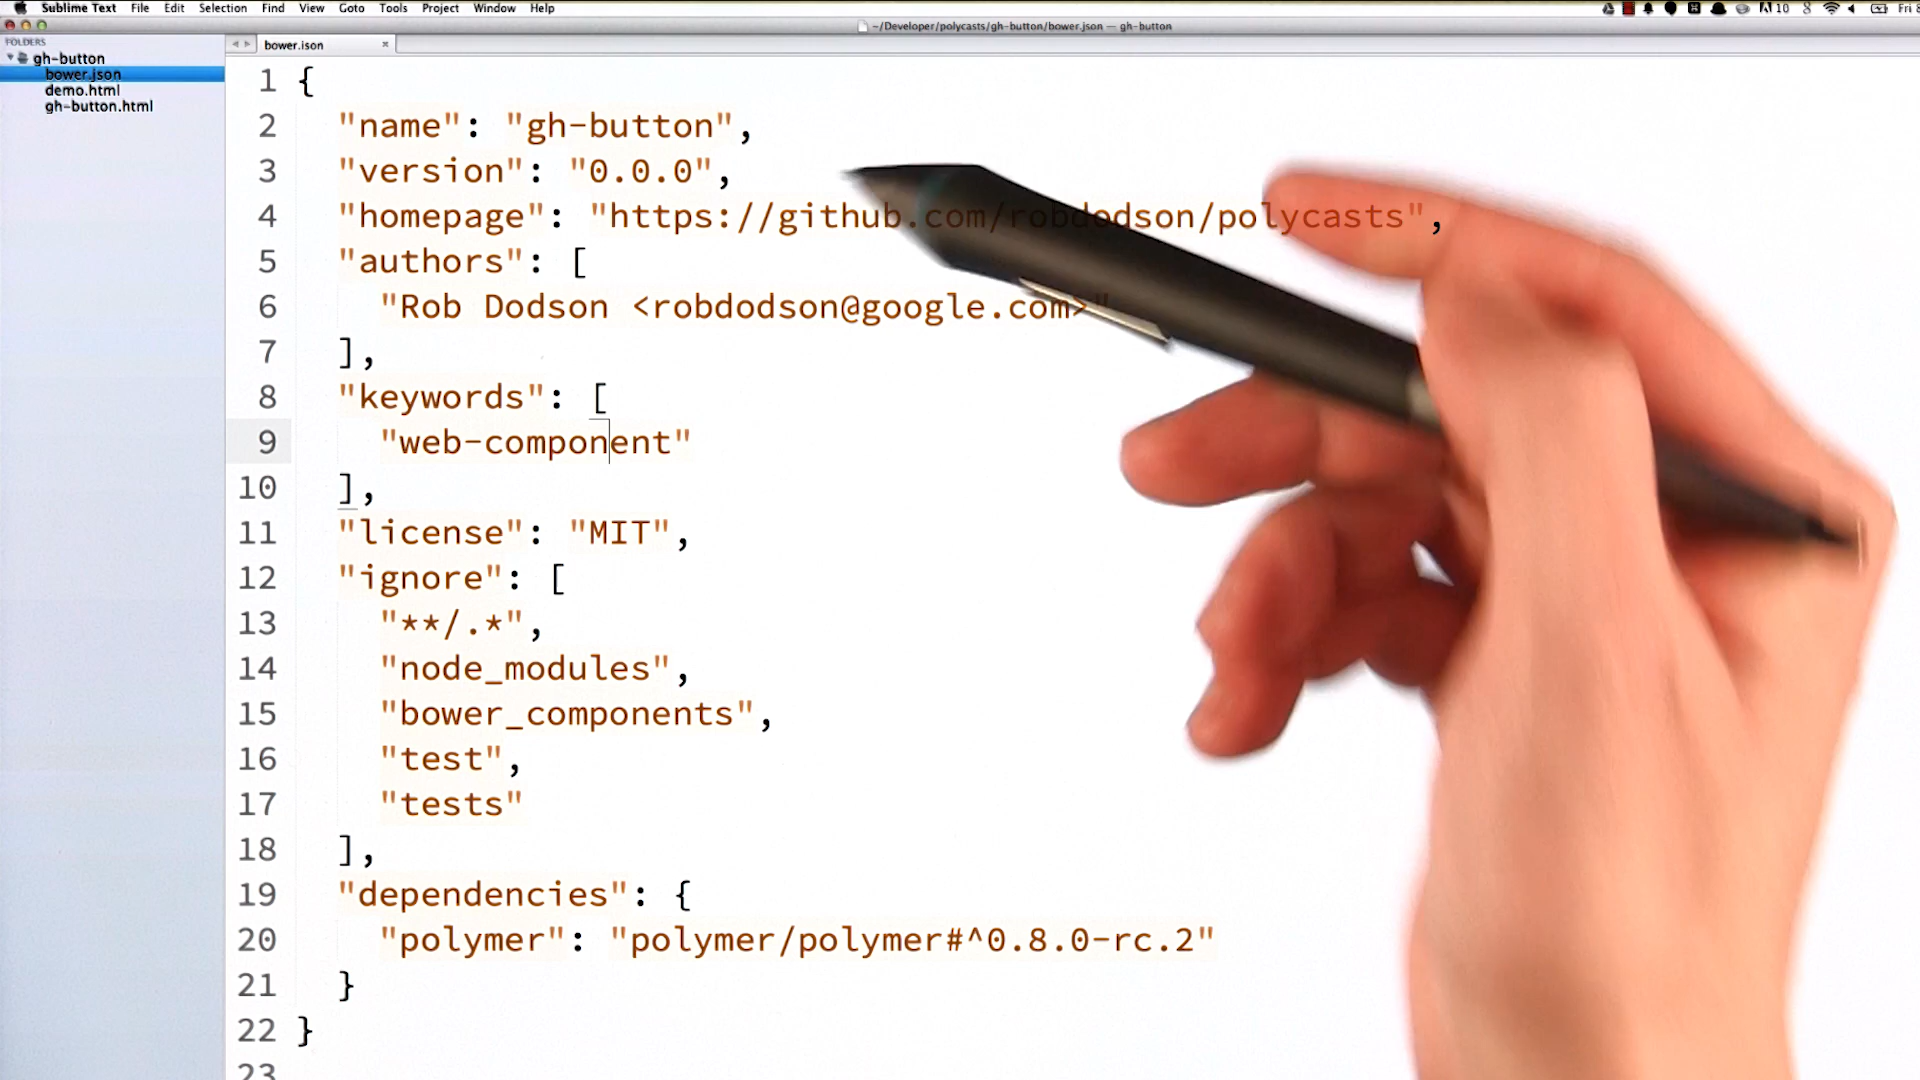 Sublime Text File Edit Selection Find View Goto Tools Project Window Help
10 Fri
~/Developer/polycasts/gh-button/bower.json — gh-button
FOLDERS
gh-button
bower.json
demo.html
gh-button.html
bower.json
1 {
2 "name": "gh-button",
3 "version": "0.0.0",
4 "homepage": "https://github.com/robdodson/polycasts",
5 "authors": [
6 "Rob Dodson <robdodson@google.com>"
7 ],
8 "keywords": [
9 "web-component"
10 ],
11 "license": "MIT",
12 "ignore": [
13 "**/.*",
14 "node_modules",
15 "bower_components",
16 "test",
17 "tests"
18 ],
19 "dependencies": {
20 "polymer": "polymer/polymer#^0.8.0-rc.2"
21 }
22 }
23